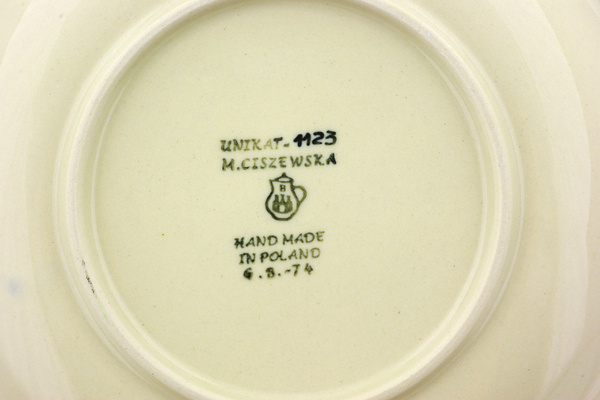 UNIKAT-1123
M.CISZEWSKA
B
HAND MADE
IN POLAND
G.B.-74